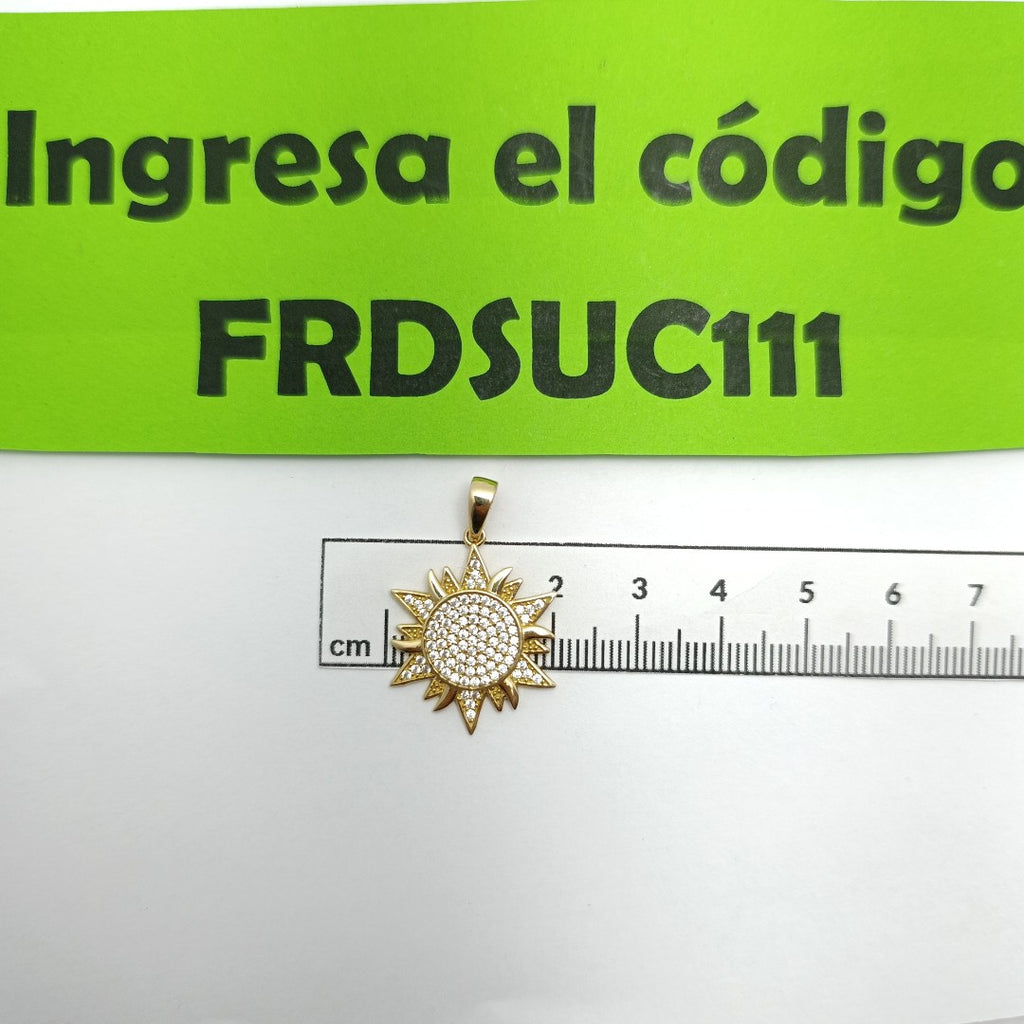 Ingresa el código
FRDSUC111
2 3 4 5 6 7
cm